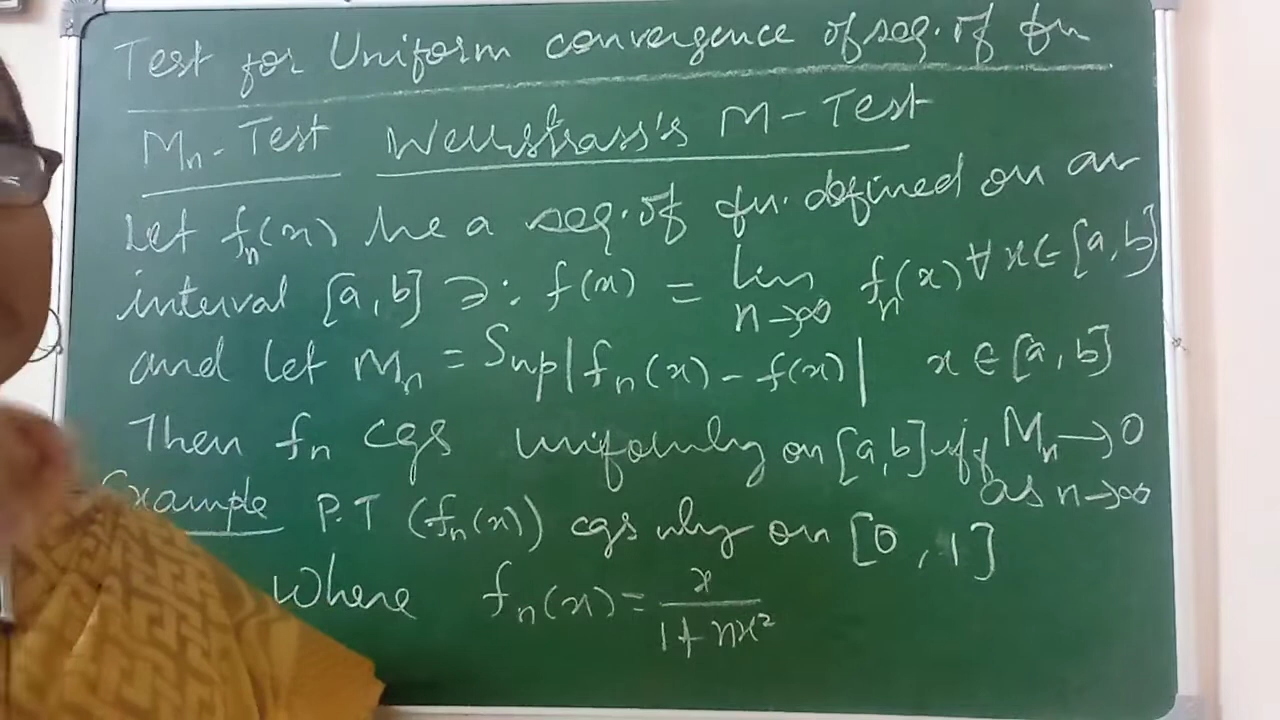 Test for Uniform convergence of seq. of fn
Mn - Test Weierstrass's M - Test
Let fn(x) be a seq. of fn. defined on an
interval [a, b] ∋: f(x) = lim n→∞ fn(x) ∀ x ∈ [a, b]
and let Mn = Sup |fn(x) - f(x)| x ∈ [a, b]
Then fn cgs uniformly on [a, b] iff Mn → 0
as n→∞
Example P.T (fn(x)) cgs uly on [0, 1]
Where fn(x) = x / 1 + nx²